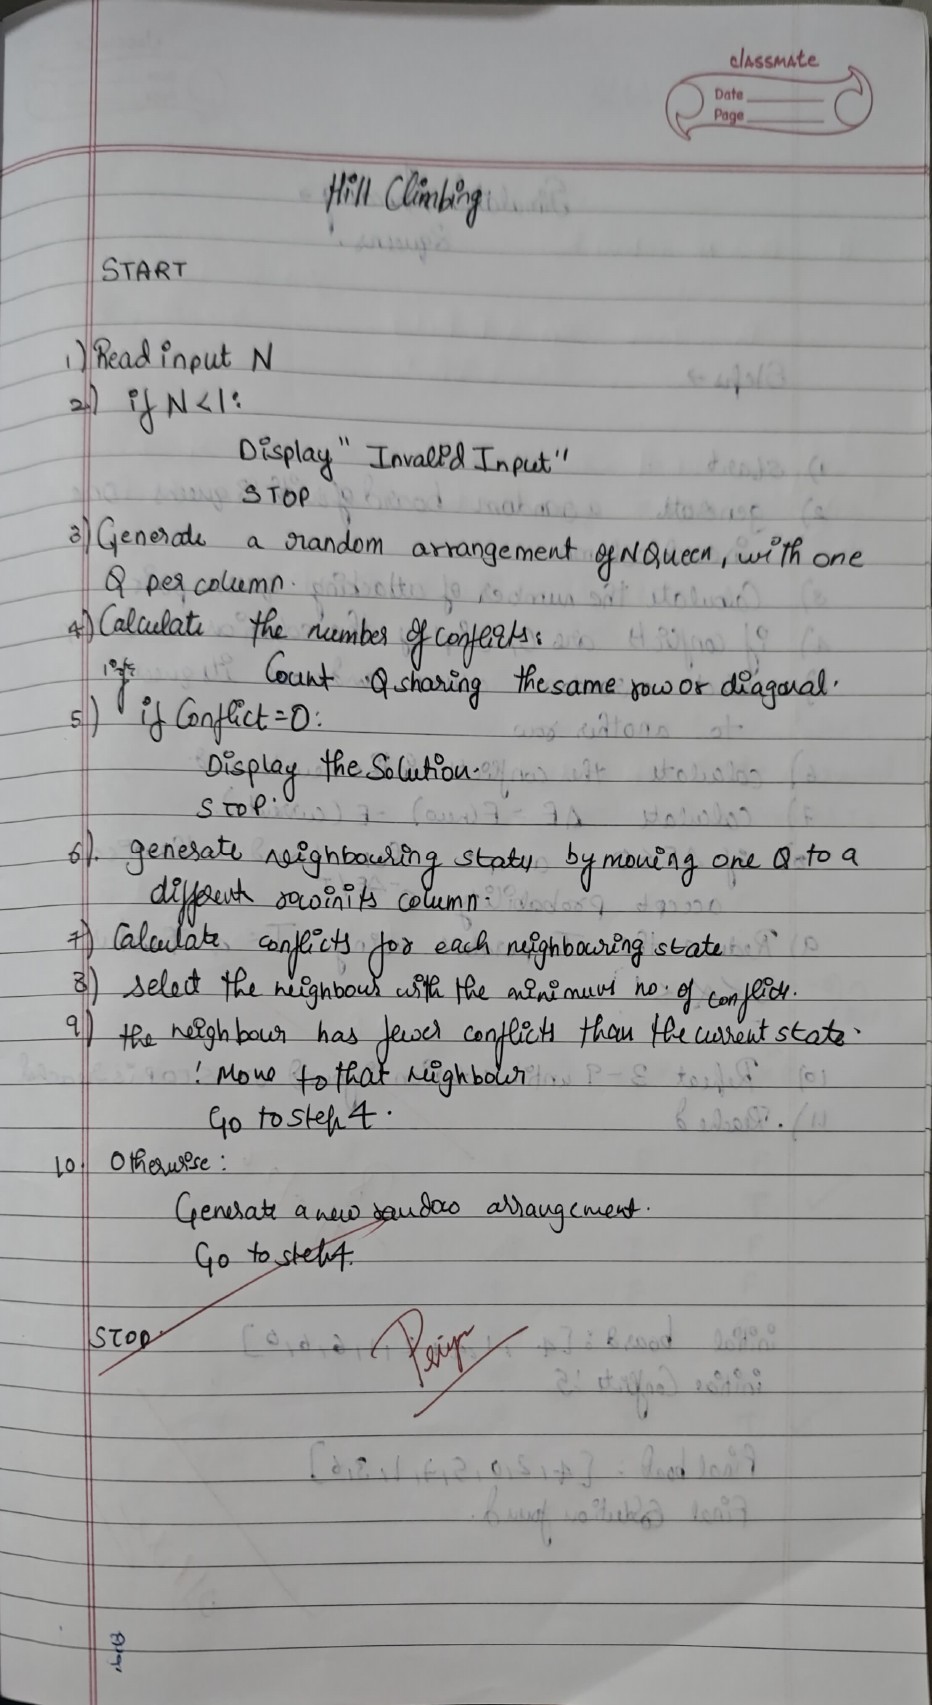 classmate
Date
Page
Hill Climbing
START
1) Read input N
2) if N<1:
Display "Invalid Input"
STOP
3) Generate a random arrangement of N Queen, with one
Q per column.
4) Calculate the number of conflicts:
Count Q sharing the same row or diagonal.
5) if Conflict=0:
Display the Solution.
STOP.
6). generate neighbouring state, by moving one Q to a
different row in its column.
7) Calculate conflicts for each neighbouring state
8) select the neighbour with the minimum no. of conflicts.
9) the neighbour has fewer conflicts than the current state.
! Move to that neighbour.
Go to step 4.
10. Otherwise:
Generate a new random arrangement.
Go to step 4.
STOP.